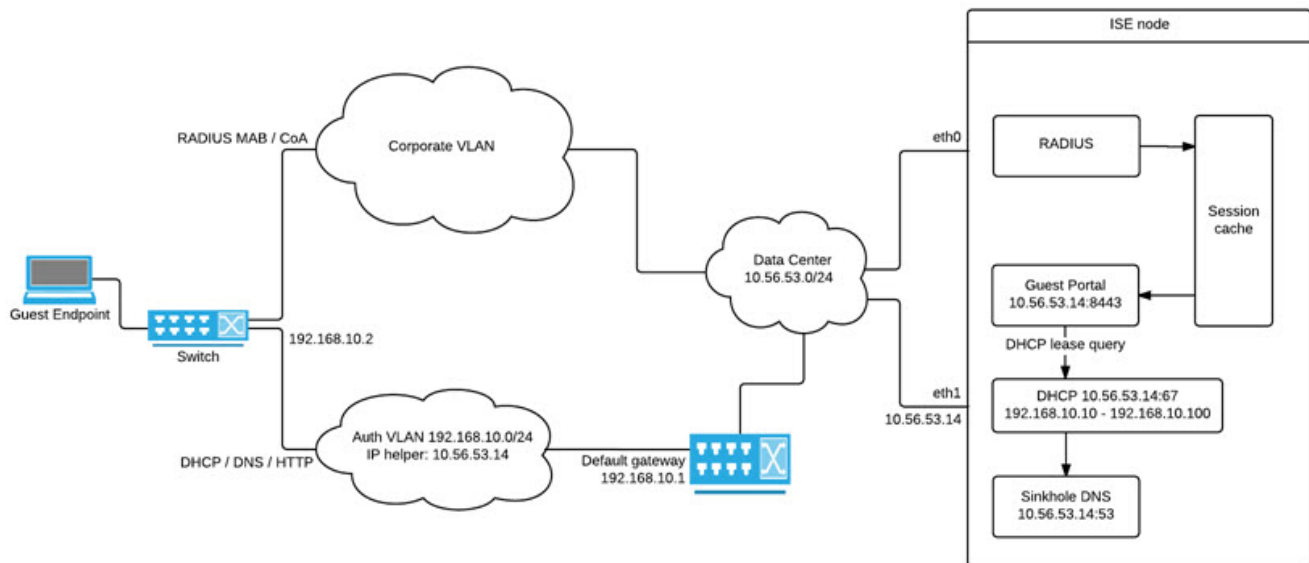 ISE node
RADIUS MAB / CoA
Corporate VLAN
eth0
RADIUS
Session
cache
Data Center
10.56.53.0/24
Guest Portal
10.56.53.14:8443
Guest Endpoint
192.168.10.2
Switch
DHCP lease query
eth1
10.56.53.14
DHCP 10.56.53.14:67
192.168.10.10 - 192.168.10.100
Auth VLAN 192.168.10.0/24
IP helper: 10.56.53.14
DHCP / DNS / HTTP
Default gateway
192.168.10.1
Sinkhole DNS
10.56.53.14:53